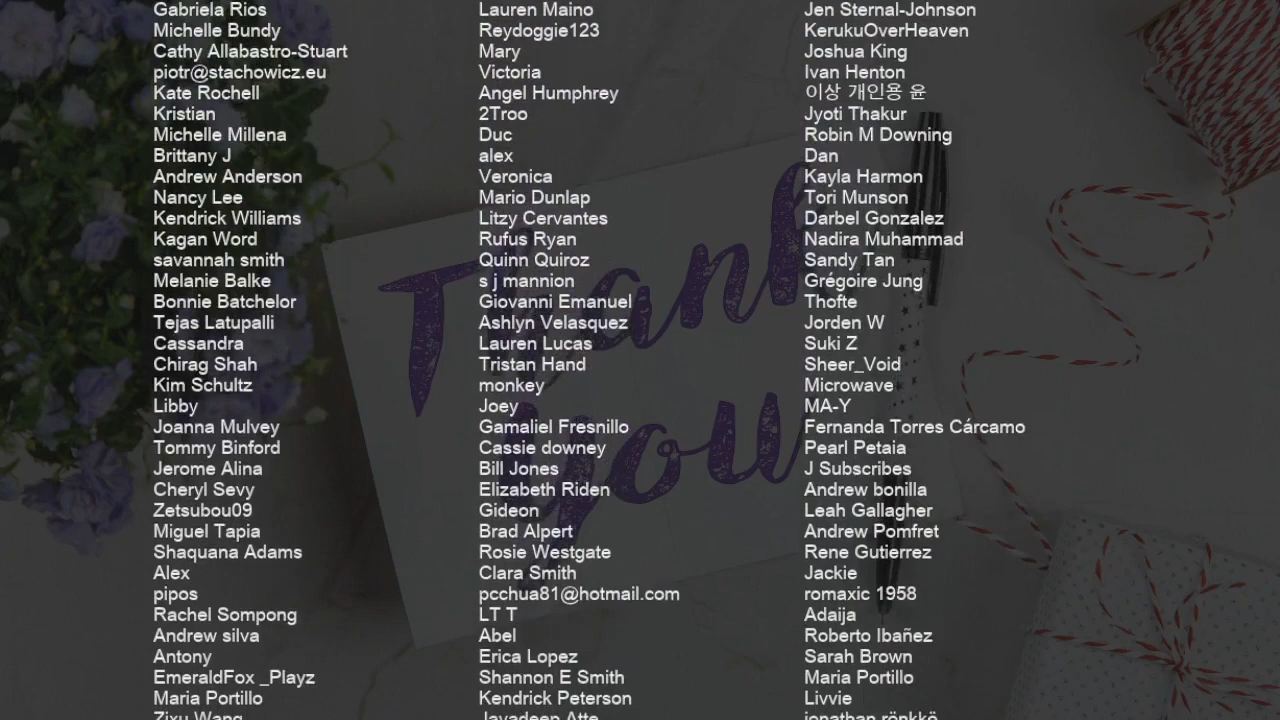 Gabriela Rios
Michelle Bundy
Cathy Allabastro-Stuart
piotr@stachowicz.eu
Kate Rochell
Kristian
Michelle Millena
Brittany J
Andrew Anderson
Nancy Lee
Kendrick Williams
Kagan Word
savannah smith
Melanie Balke
Bonnie Batchelor
Tejas Latupalli
Cassandra
Chirag Shah
Kim Schultz
Libby
Joanna Mulvey
Tommy Binford
Jerome Alina
Cheryl Sevy
Zetsubou09
Miguel Tapia
Shaquana Adams
Alex
pipos
Rachel Sompong
Andrew silva
Antony
EmeraldFox _Playz
Maria Portillo
Zixu Wang
Lauren Maino
Reydoggie123
Mary
Victoria
Angel Humphrey
2Troo
Duc
alex
Veronica
Mario Dunlap
Litzy Cervantes
Rufus Ryan
Quinn Quiroz
s j mannion
Giovanni Emanuel
Ashlyn Velasquez
Lauren Lucas
Tristan Hand
monkey
Joey
Gamaliel Fresnillo
Cassie downey
Bill Jones
Elizabeth Riden
Gideon
Brad Alpert
Rosie Westgate
Clara Smith
pcchua81@hotmail.com
LT T
Abel
Erica Lopez
Shannon E Smith
Kendrick Peterson
Jayadeep Atte
Jen Sternal-Johnson
KerukuOverHeaven
Joshua King
Ivan Henton
이상 개인용 윤
Jyoti Thakur
Robin M Downing
Dan
Kayla Harmon
Tori Munson
Darbel Gonzalez
Nadira Muhammad
Sandy Tan
Grégoire Jung
Thofte
Jorden W
Suki Z
Sheer_Void
Microwave
MA-Y
Fernanda Torres Cárcamo
Pearl Petaia
J Subscribes
Andrew bonilla
Leah Gallagher
Andrew Pomfret
Rene Gutierrez
Jackie
romaxic 1958
Adaija
Roberto Ibañez
Sarah Brown
Maria Portillo
Livvie
jonathan rönkkö
Thank
you